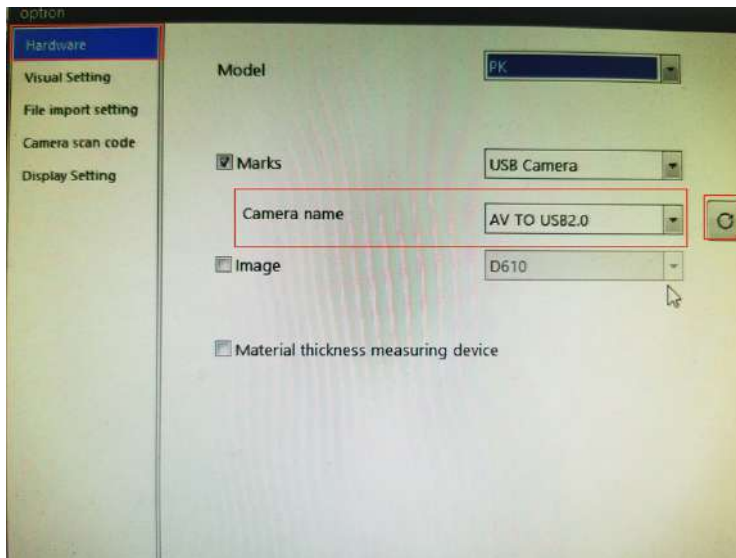 option
Hardware
Visual Setting
File import setting
Camera scan code
Display Setting
Model
PK
Marks
USB Camera
Camera name
AV TO USB2.0
Image
D610
Material thickness measuring device